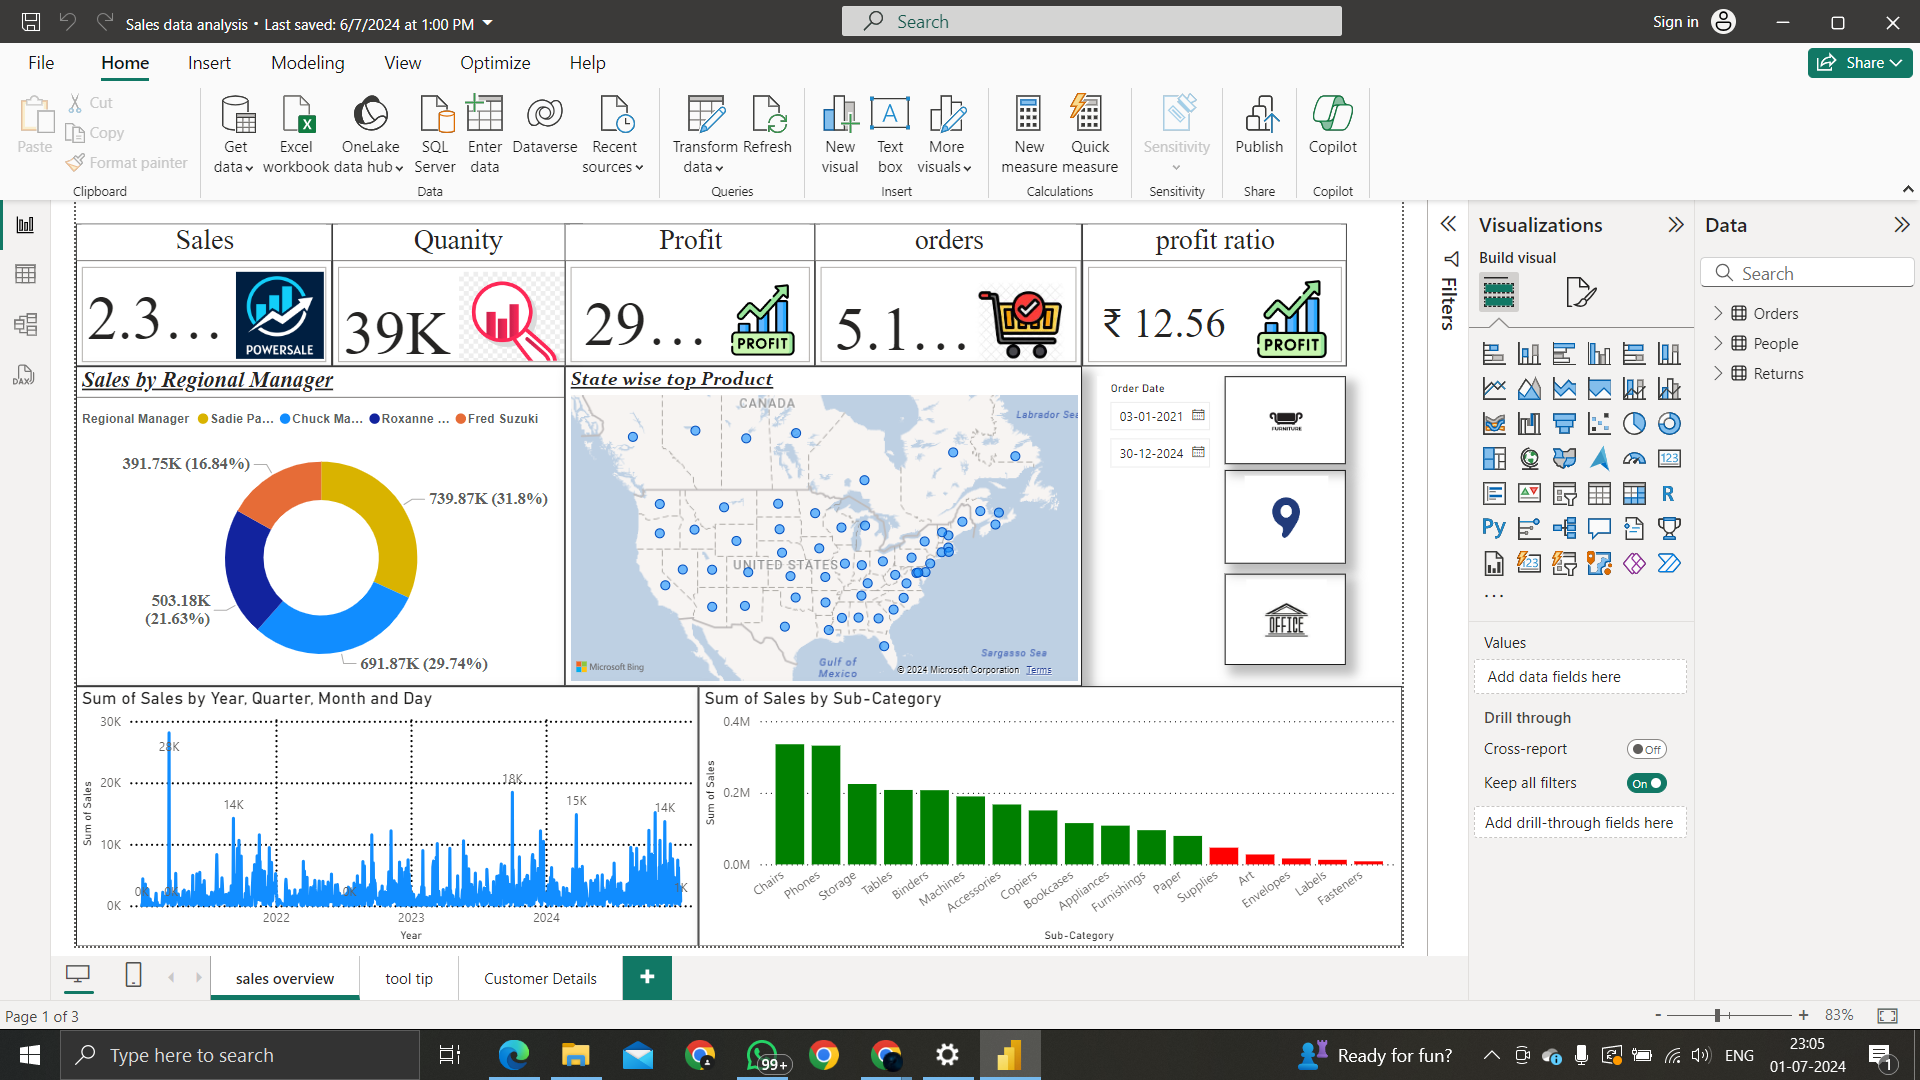 Sales data analysis • Last saved: 6/7/2024 at 1:00 PM
Search
Sign in
File Home Insert Modeling View Optimize Help
Share
Paste
Cut
Copy
Format painter
Clipboard
Get data
Excel workbook
OneLake data hub
SQL Server
Enter data
Dataverse
Recent sources
Data
Transform data
Refresh
Queries
New visual
Text box
More visuals
Insert
New measure
Quick measure
Calculations
Sensitivity
Sensitivity
Publish
Share
Copilot
Copilot
Sales
Quanity
Profit
orders
profit ratio
2.3...
POWERSALE
39K
29...
PROFIT
5.1...
₹ 12.56
PROFIT
Sales by Regional Manager
Regional Manager Sadie Pa... Chuck Ma... Roxanne ... Fred Suzuki
391.75K (16.84%)
739.87K (31.8%)
503.18K
(21.63%)
691.87K (29.74%)
State wise top Product
CANADA
Labrador Sea
UNITED STATES
Sargasso Sea
Gulf of
Mexico
Microsoft Bing
© 2024 Microsoft Corporation Terms
Order Date
03-01-2021
30-12-2024
FURNITURE
OFFICE
Sum of Sales by Year, Quarter, Month and Day
Sum of Sales
30K
20K
10K
0K
28K
14K
18K
15K
14K
0K
0K
0K
1K
2022 2023 2024
Year
Sum of Sales by Sub-Category
Sum of Sales
0.4M
0.2M
0.0M
Chairs
Phones
Storage
Tables
Binders
Machines
Accessories
Copiers
Bookcases
Appliances
Furnishings
Paper
Supplies
Art
Envelopes
Labels
Fasteners
Sub-Category
Filters
Visualizations
Build visual
123
R
Py
123
...
Values
Add data fields here
Drill through
Cross-report
Off
Keep all filters
On
Add drill-through fields here
Data
Search
Orders
People
Returns
DAX
sales overview
tool tip
Customer Details
+
Page 1 of 3
- + 83%
Type here to search
99+
Ready for fun?
ENG
23:05
01-07-2024
1